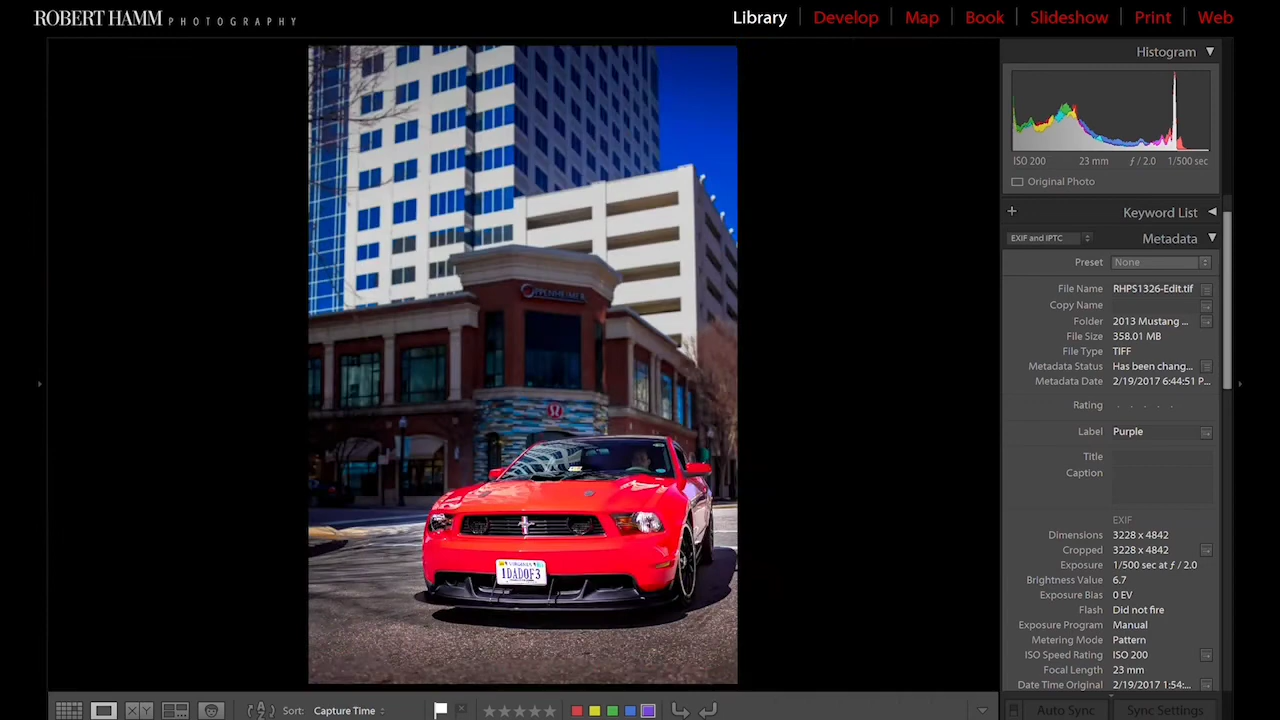 ROBERT HAMM PHOTOGRAPHY
Library Develop Map Book Slideshow Print Web
Histogram
ISO 200 23 mm ƒ / 2.0 1/500 sec
Original Photo
Keyword List
EXIF and IPTC Metadata
Preset None
File Name RHPS1326-Edit.tif
Copy Name
Folder 2013 Mustang ...
File Size 358.01 MB
File Type TIFF
Metadata Status Has been chang...
Metadata Date 2/19/2017 6:44:51 P...
Rating
Label Purple
Title
Caption
EXIF
Dimensions 3228 x 4842
Cropped 3228 x 4842
Exposure 1/500 sec at ƒ / 2.0
Brightness Value 6.7
Exposure Bias 0 EV
Flash Did not fire
Exposure Program Manual
Metering Mode Pattern
ISO Speed Rating ISO 200
Focal Length 23 mm
Date Time Original 2/19/2017 1:54:...
OPPENHEIMER
VIRGINIA
1DADOF3
Sort: Capture Time
Auto Sync Sync Settings